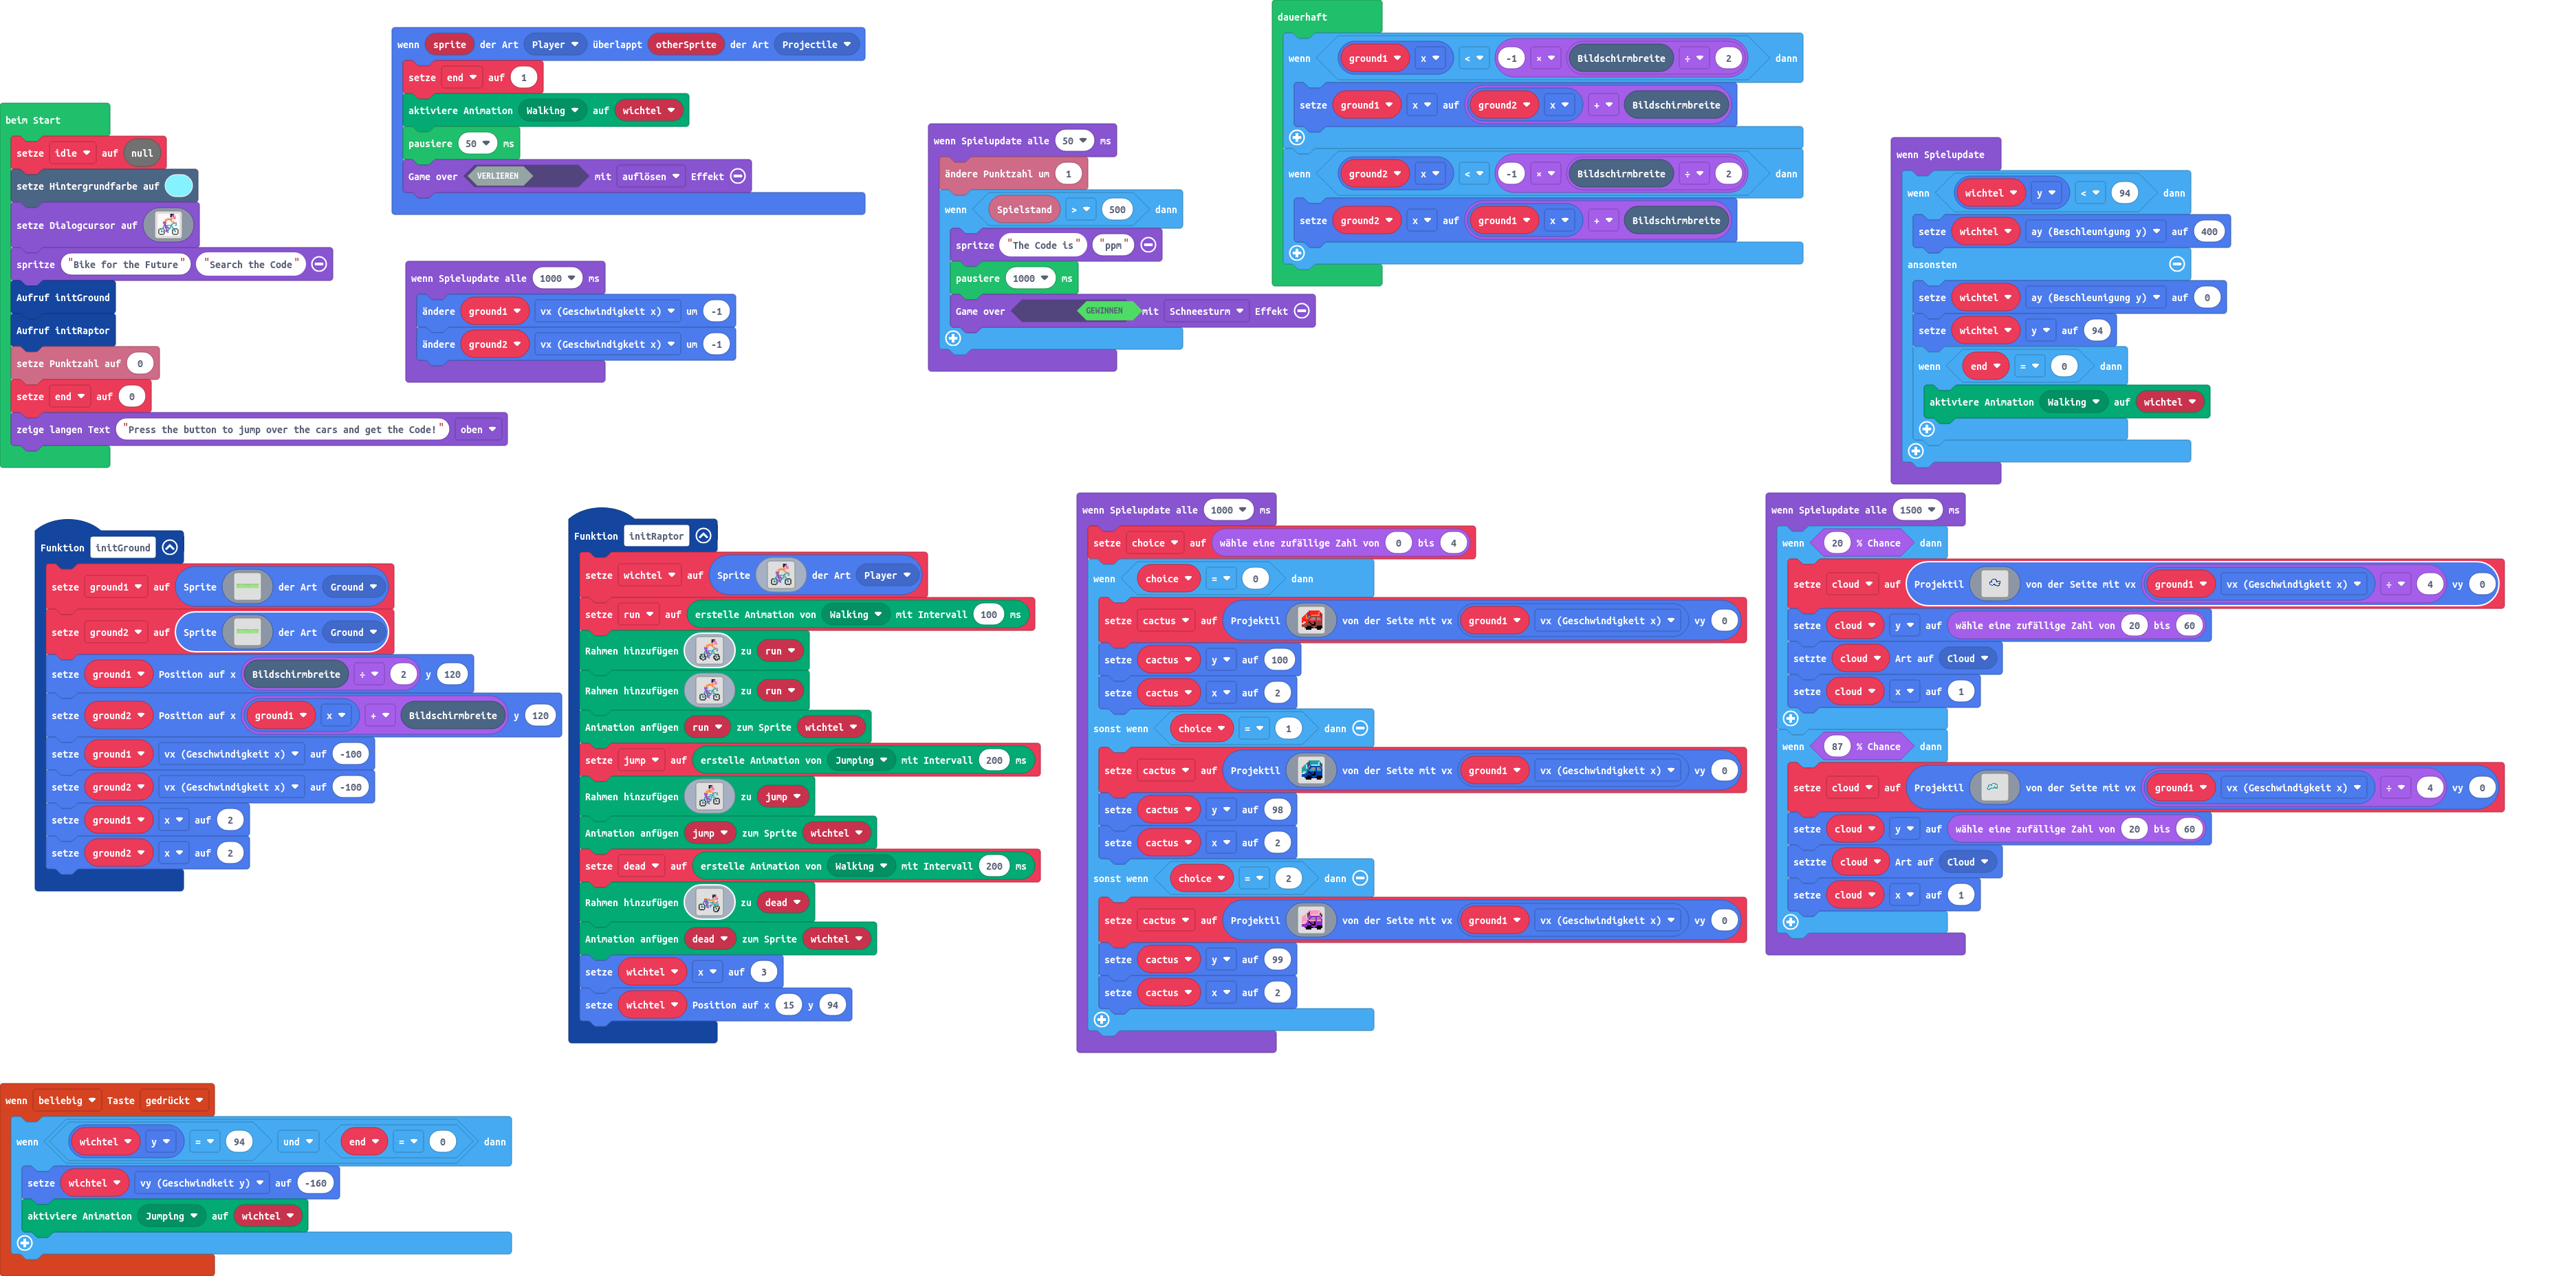 beim Start
setze idle auf null
setze Hintergrundfarbe auf
setze Dialogcursor auf
spritze "Bike for the Future" "Search the Code"
Aufruf initGround
Aufruf initRaptor
setze Punktzahl auf 0
setze end auf 0
zeige langen Text "Press the button to jump over the cars and get the Code!" oben
wenn sprite der Art Player überlappt otherSprite der Art Projectile
setze end auf 1
aktiviere Animation Walking auf wichtel
pausiere 50 ms
Game over VERLIEREN mit auflösen Effekt
wenn Spielupdate alle 1000 ms
ändere ground1 vx (Geschwindigkeit x) um -1
ändere ground2 vx (Geschwindigkeit x) um -1
wenn Spielupdate alle 50 ms
ändere Punktzahl um 1
wenn Spielstand > 500 dann
spritze "The Code is" "ppm"
pausiere 1000 ms
Game over GEWINNEN mit Schneesturm Effekt
dauerhaft
wenn ground1 x < -1 × Bildschirmbreite ÷ 2 dann
setze ground1 x auf ground2 x + Bildschirmbreite
wenn ground2 x < -1 × Bildschirmbreite ÷ 2 dann
setze ground2 x auf ground1 x + Bildschirmbreite
wenn Spielupdate
wenn wichtel y < 94 dann
setze wichtel ay (Beschleunigung y) auf 400
ansonsten
setze wichtel ay (Beschleunigung y) auf 0
setze wichtel y auf 94
wenn end = 0 dann
aktiviere Animation Walking auf wichtel
Funktion initGround
setze ground1 auf Sprite der Art Ground
setze ground2 auf Sprite der Art Ground
setze ground1 Position auf x Bildschirmbreite ÷ 2 y 120
setze ground2 Position auf x ground1 x + Bildschirmbreite y 120
setze ground1 vx (Geschwindigkeit x) auf -100
setze ground2 vx (Geschwindigkeit x) auf -100
setze ground1 x auf 2
setze ground2 x auf 2
Funktion initRaptor
setze wichtel auf Sprite der Art Player
setze run auf erstelle Animation von Walking mit Intervall 100 ms
Rahmen hinzufügen zu run
Rahmen hinzufügen zu run
Animation anfügen run zum Sprite wichtel
setze jump auf erstelle Animation von Jumping mit Intervall 200 ms
Rahmen hinzufügen zu jump
Animation anfügen jump zum Sprite wichtel
setze dead auf erstelle Animation von Walking mit Intervall 200 ms
Rahmen hinzufügen zu dead
Animation anfügen dead zum Sprite wichtel
setze wichtel x auf 3
setze wichtel Position auf x 15 y 94
wenn Spielupdate alle 1000 ms
setze choice auf wähle eine zufällige Zahl von 0 bis 4
wenn choice = 0 dann
setze cactus auf Projektil von der Seite mit vx ground1 vx (Geschwindigkeit x) vy 0
setze cactus y auf 100
setze cactus x auf 2
sonst wenn choice = 1 dann
setze cactus auf Projektil von der Seite mit vx ground1 vx (Geschwindigkeit x) vy 0
setze cactus y auf 98
setze cactus x auf 2
sonst wenn choice = 2 dann
setze cactus auf Projektil von der Seite mit vx ground1 vx (Geschwindigkeit x) vy 0
setze cactus y auf 99
setze cactus x auf 2
wenn Spielupdate alle 1500 ms
wenn 20 % Chance dann
setze cloud auf Projektil von der Seite mit vx ground1 vx (Geschwindigkeit x) ÷ 4 vy 0
setze cloud y auf wähle eine zufällige Zahl von 20 bis 60
setzte cloud Art auf Cloud
setze cloud x auf 1
wenn 87 % Chance dann
setze cloud auf Projektil von der Seite mit vx ground1 vx (Geschwindigkeit x) ÷ 4 vy 0
setze cloud y auf wähle eine zufällige Zahl von 20 bis 60
setzte cloud Art auf Cloud
setze cloud x auf 1
wenn beliebig Taste gedrückt
wenn wichtel y = 94 und end = 0 dann
setze wichtel vy (Geschwindkeit y) auf -160
aktiviere Animation Jumping auf wichtel